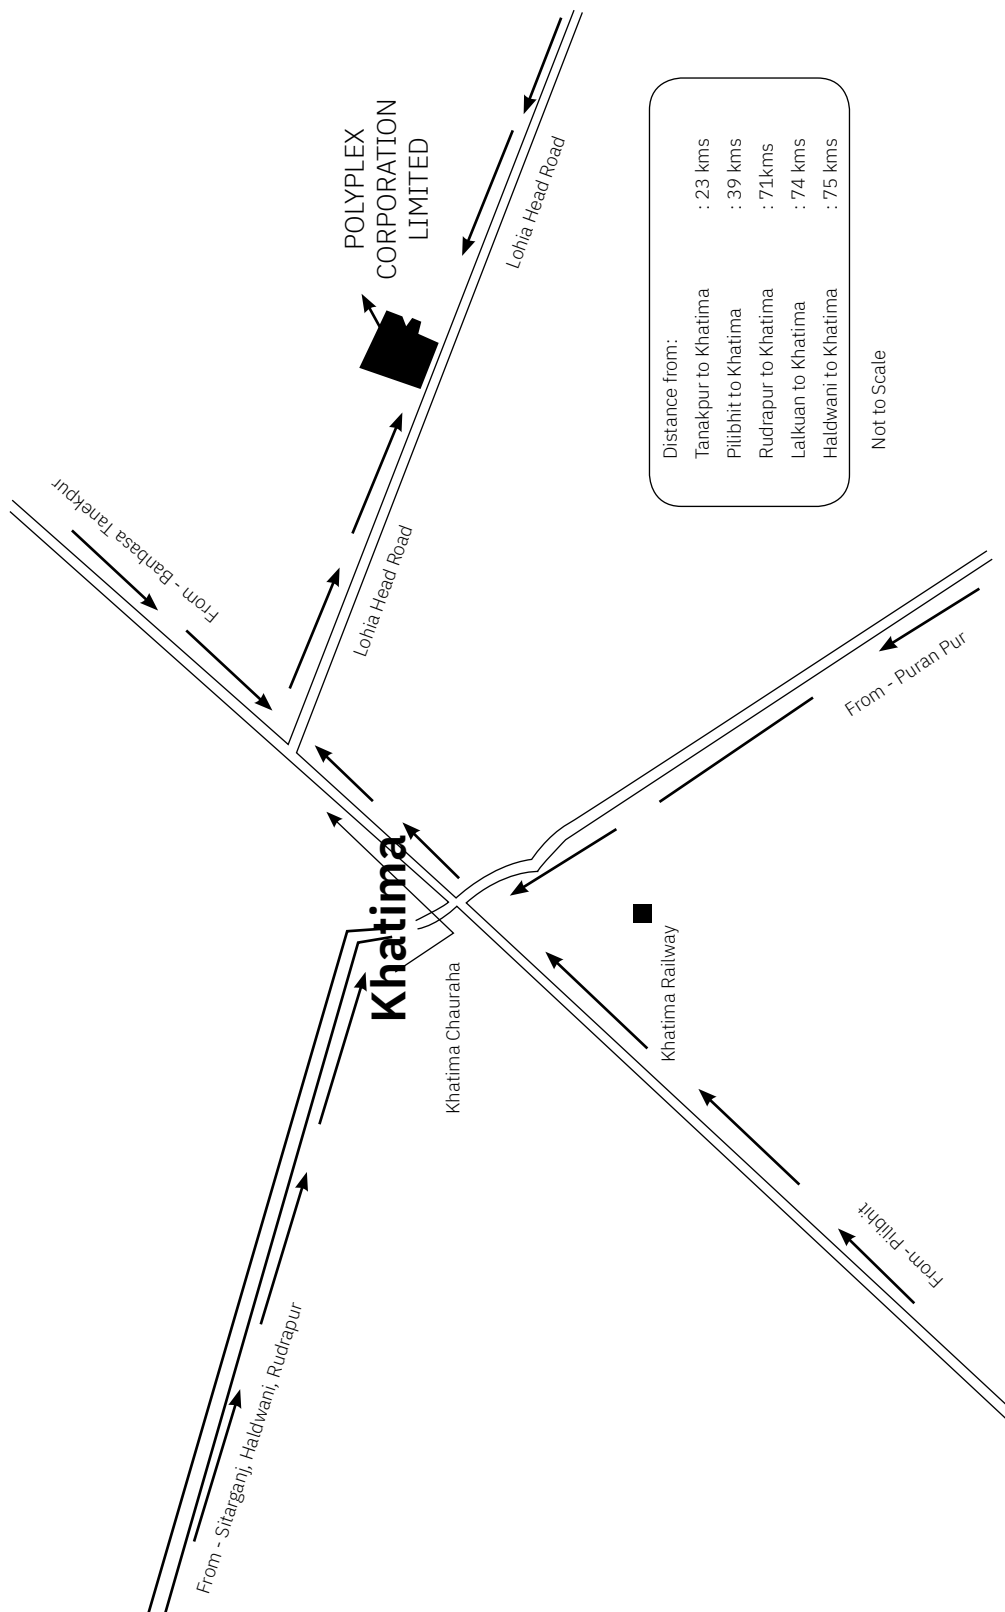 POLYPLEX
CORPORATION
LIMITED
Lohia Head Road
Lohia Head Road
From - Banbasa Tanekpur
Khatima
Khatima Chauraha
Khatima Railway
From - Puran Pur
From- Pilibhit
From - Sitarganj, Haldwani, Rudrapur
Distance from:
Tanakpur to Khatima : 23 kms
Pilibhit to Khatima : 39 kms
Rudrapur to Khatima : 71kms
Lalkuan to Khatima : 74 kms
Haldwani to Khatima : 75 kms
Not to Scale